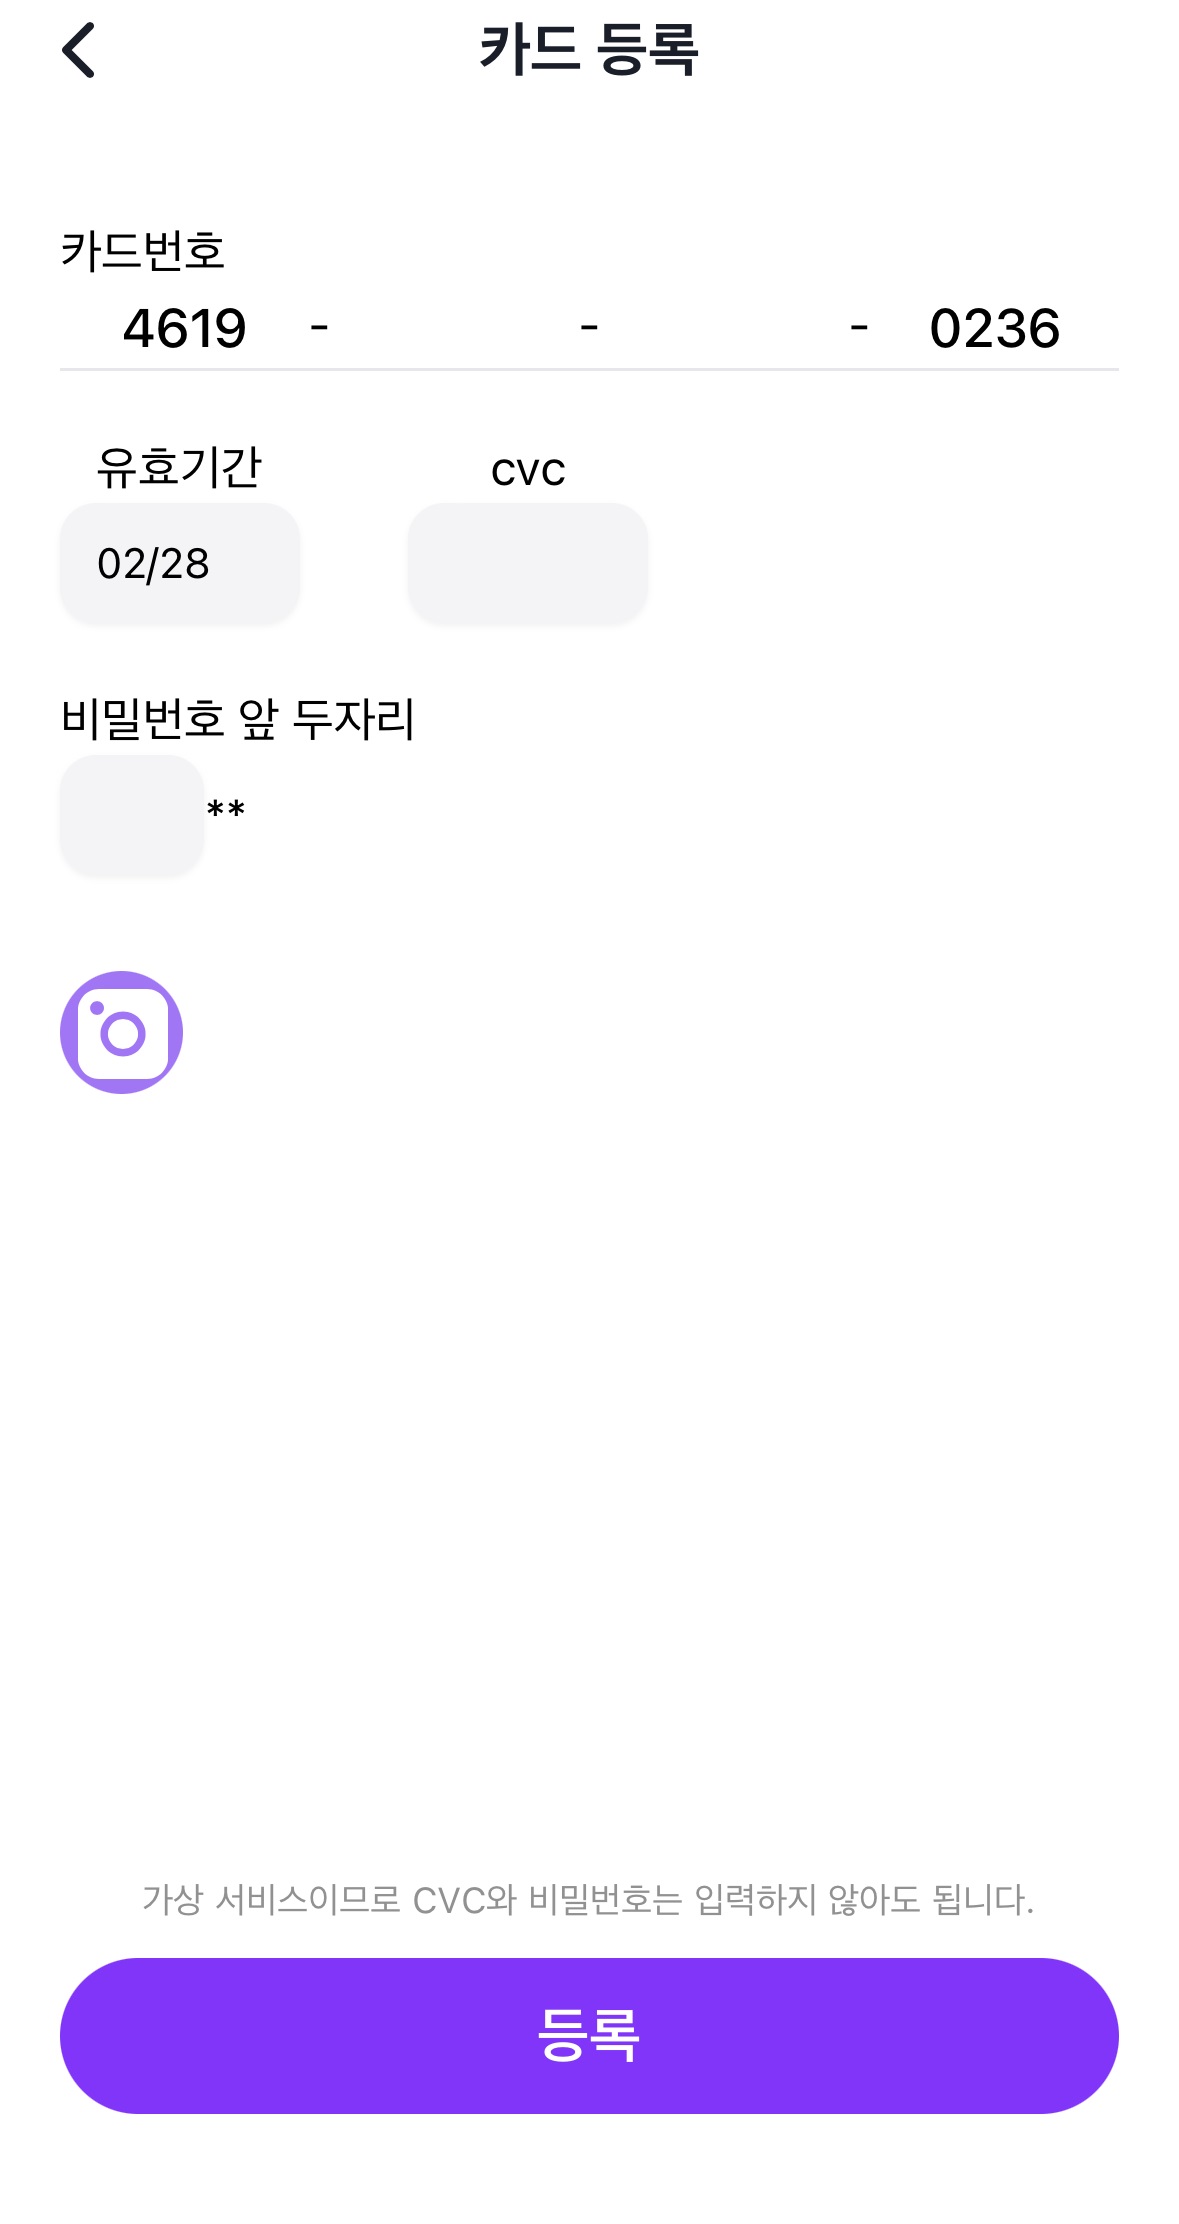 카드 등록
카드번호
4619 - - - 0236
유효기간 cvc
02/28
비밀번호 앞 두자리
**
가상 서비스이므로 CVC와 비밀번호는 입력하지 않아도 됩니다.
등록